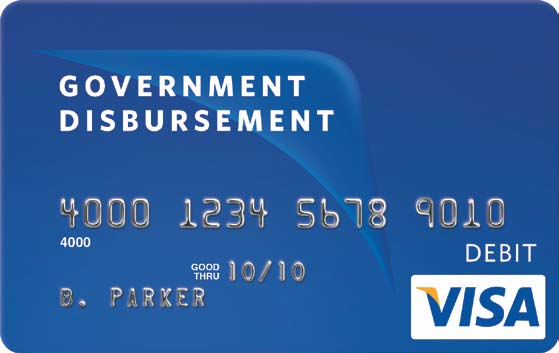 GOVERNMENT
DISBURSEMENT
4000 1234 5678 9010
4000
DEBIT
GOOD THRU 10/10
B. PARKER
VISA